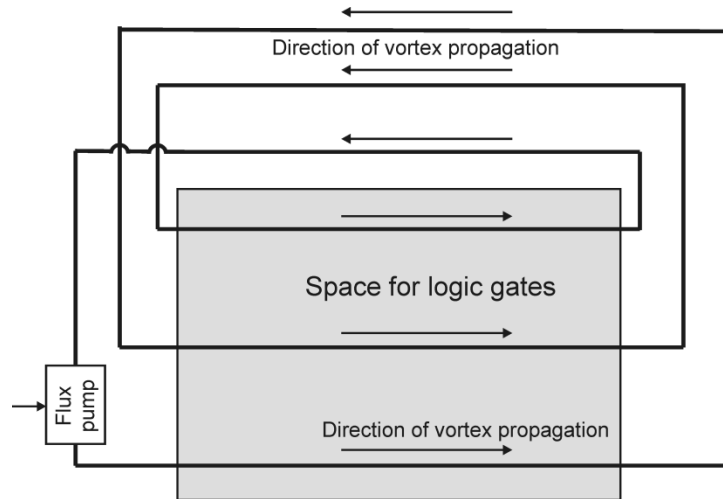 Direction of vortex propagation
Space for logic gates
Flux
pump
Direction of vortex propagation